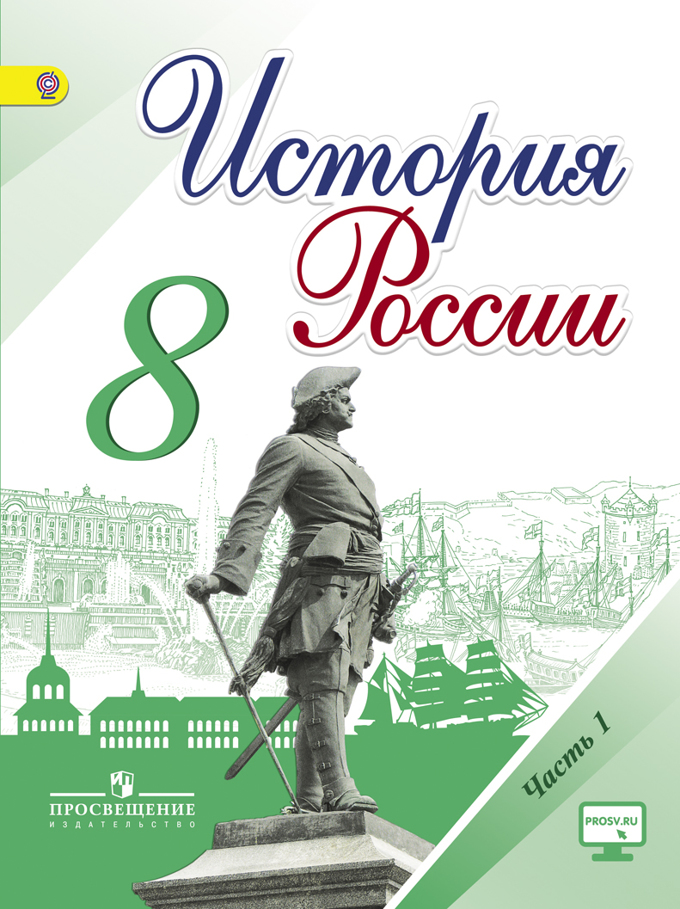 История
России
8
ПРОСВЕЩЕНИЕ
ИЗДАТЕЛЬСТВО
Часть 1
PROSV.RU